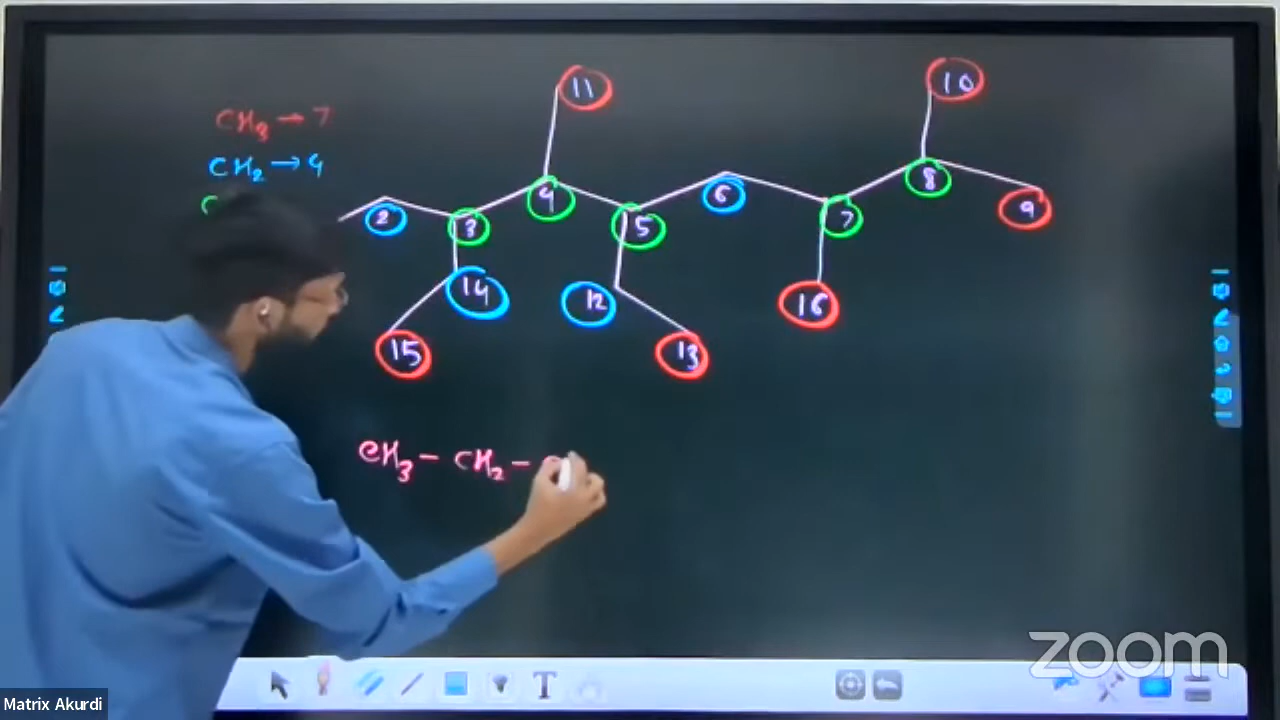 11
10
CH3 → 7
CH2 → 4
2
3
4
5
6
7
8
9
14
12
16
15
13
CH3 - CH2 -
zoom
T
Matrix Akurdi